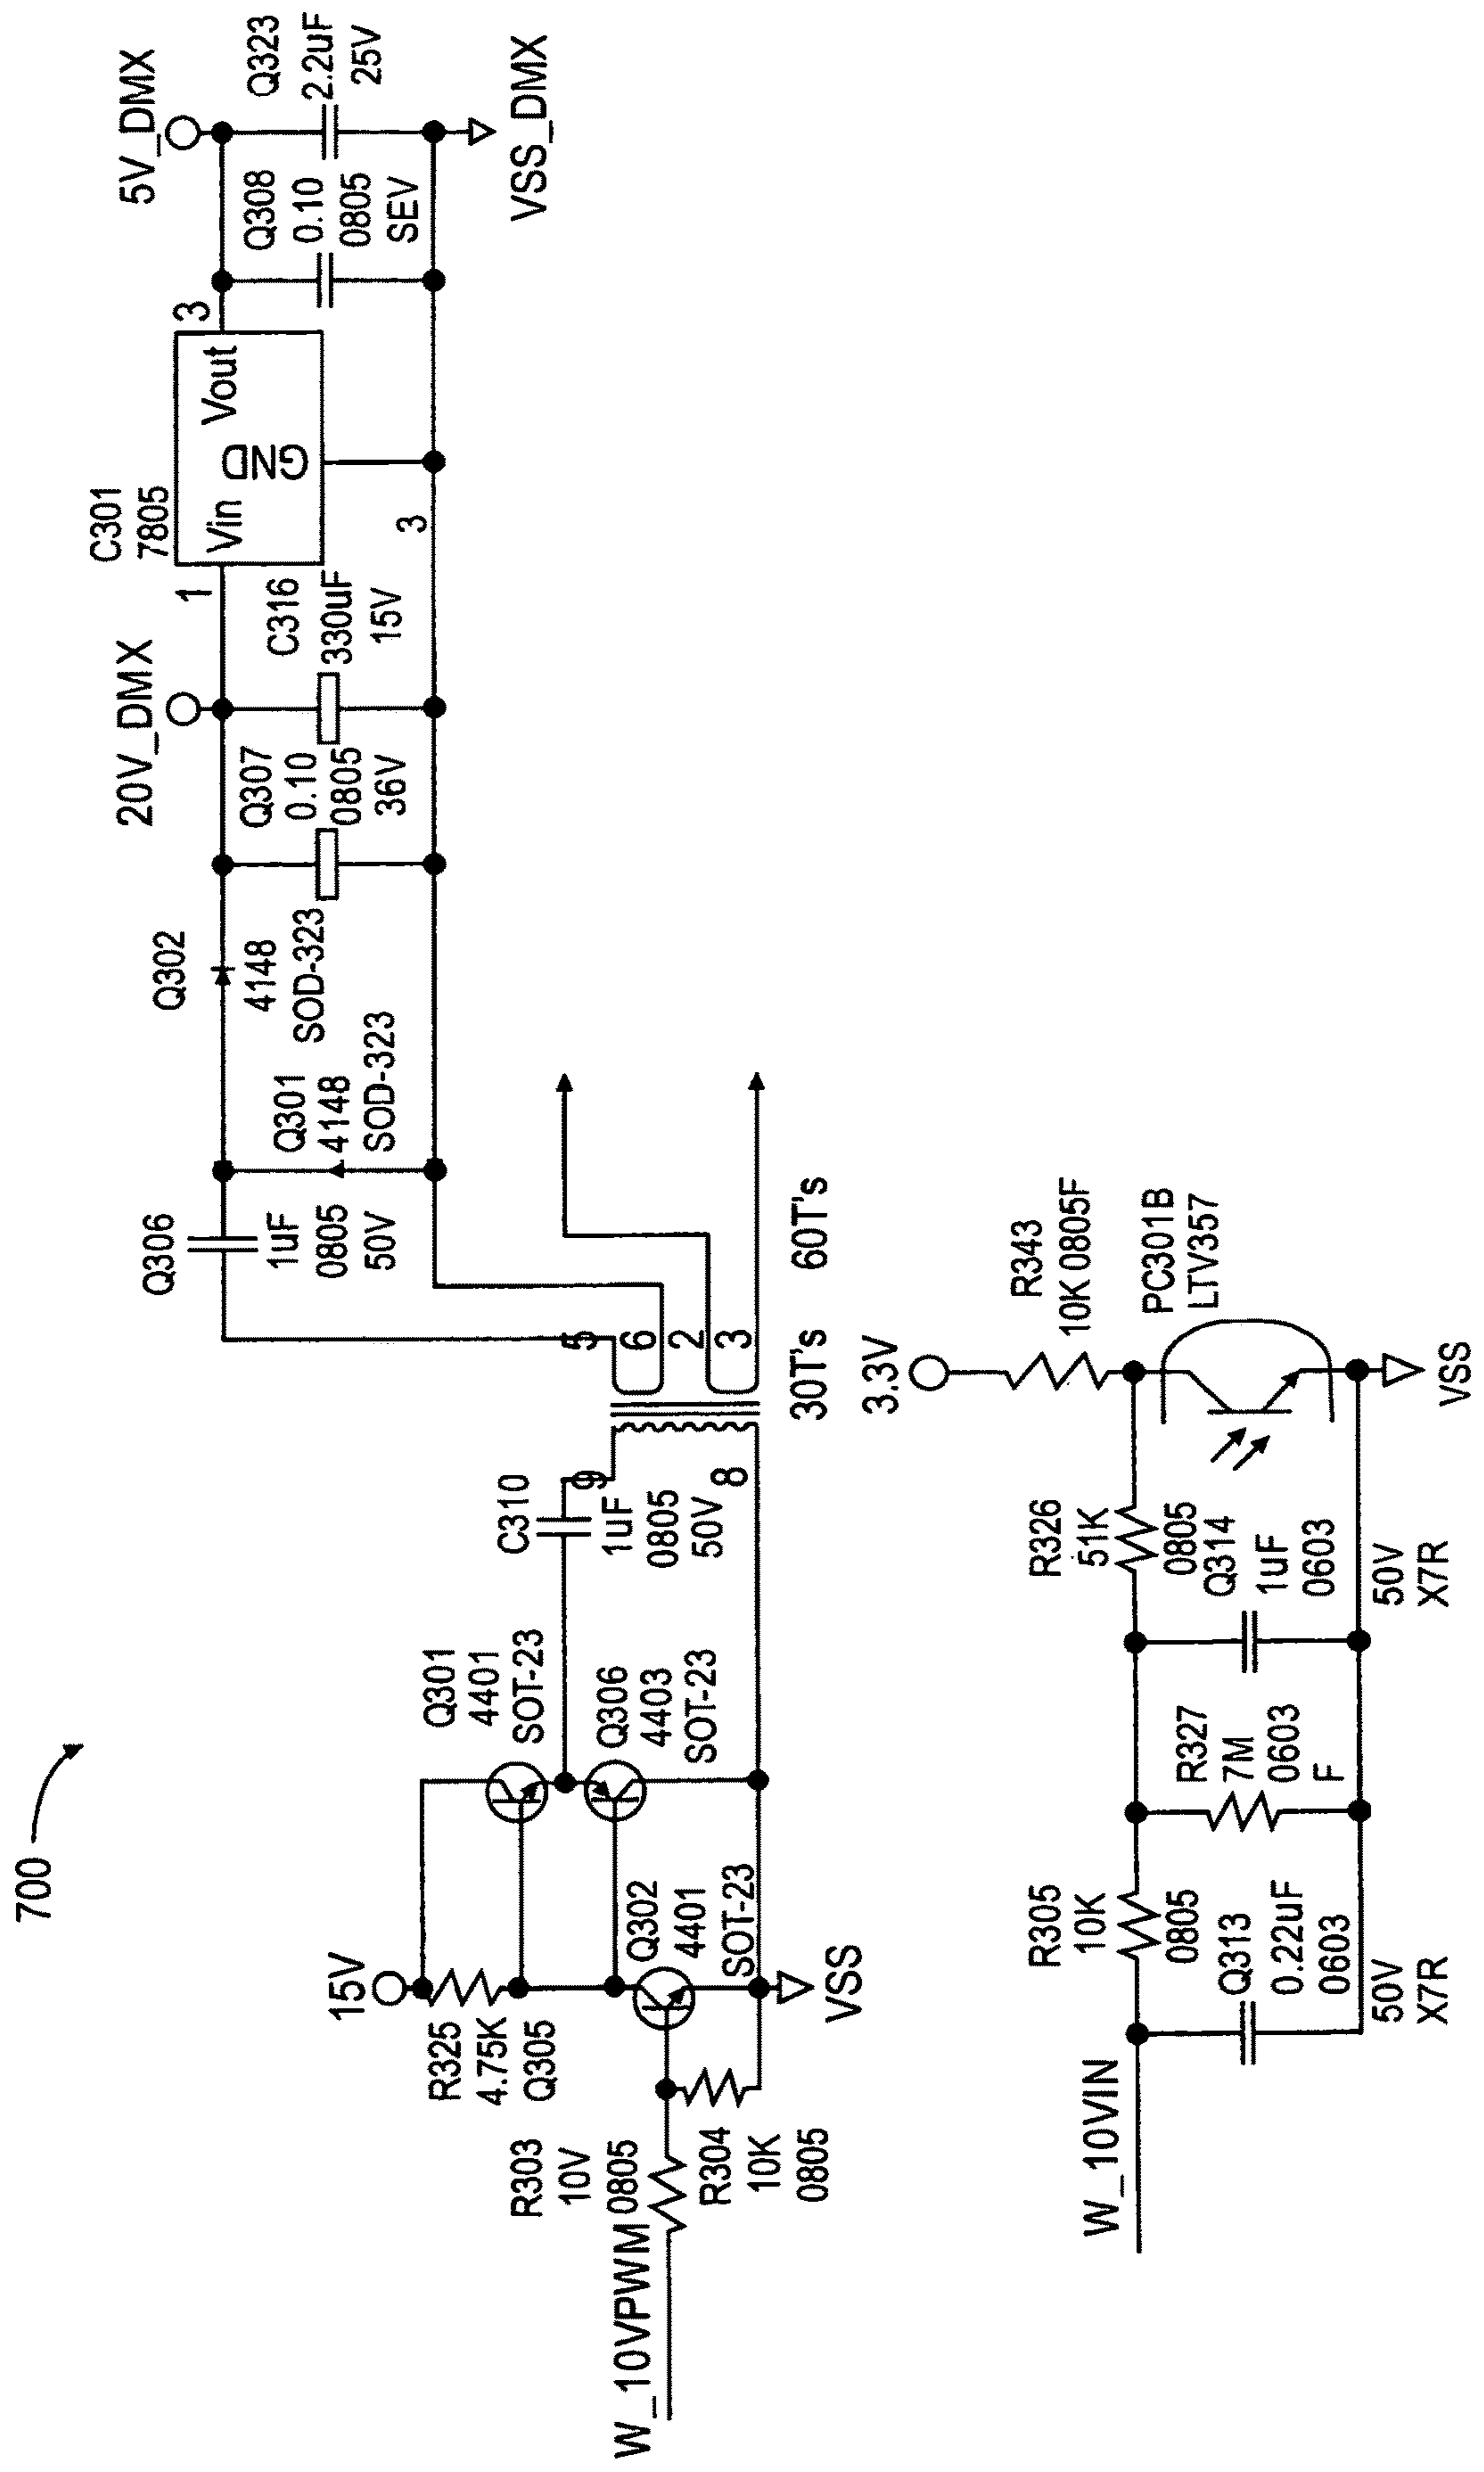 700
15V
R325
4.75K
Q305
R303
10V
0805
W_10VPWM
R304
10K
0805
Q302
4401
SOT-23
VSS
Q301
4401
SOT-23
Q306
4403
SOT-23
C310
1uF
0805
50V
9
8
5
6
2
3
30T's
60T's
Q306
1uF
0805
50V
Q301
4148
SOD-323
Q302
4148
SOD-323
Q307
0.10
0805
36V
20V_DMX
C316
330uF
15V
1
C301
7805
Vin
GND
Vout
3
3
Q308
0.10
0805
SEV
5V_DMX
Q323
2.2uF
25V
VSS_DMX
W_10VIN
R305
10K
0805
Q313
0.22uF
0603
50V
X7R
R327
7M
0603
F
R326
51K
0805
Q314
1uF
0603
50V
X7R
3.3V
R343
10K 0805F
PC301B
LTV357
VSS